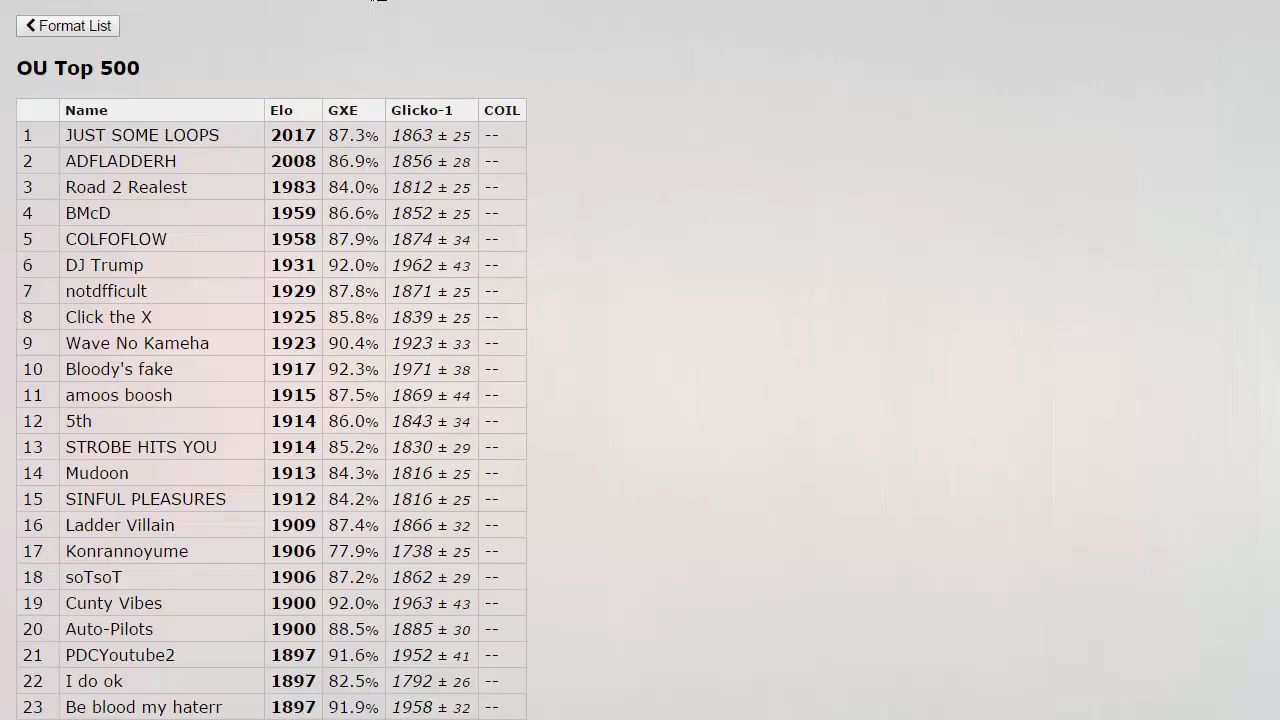 Format List
OU Top 500
Name Elo GXE Glicko-1 COIL
1 JUST SOME LOOPS 2017 87.3% 1863 ± 25 --
2 ADFLADDERH 2008 86.9% 1856 ± 28 --
3 Road 2 Realest 1983 84.0% 1812 ± 25 --
4 BMcD 1959 86.6% 1852 ± 25 --
5 COLFOFLOW 1958 87.9% 1874 ± 34 --
6 DJ Trump 1931 92.0% 1962 ± 43 --
7 notdfficult 1929 87.8% 1871 ± 25 --
8 Click the X 1925 85.8% 1839 ± 25 --
9 Wave No Kameha 1923 90.4% 1923 ± 33 --
10 Bloody's fake 1917 92.3% 1971 ± 38 --
11 amoos boosh 1915 87.5% 1869 ± 44 --
12 5th 1914 86.0% 1843 ± 34 --
13 STROBE HITS YOU 1914 85.2% 1830 ± 29 --
14 Mudoon 1913 84.3% 1816 ± 25 --
15 SINFUL PLEASURES 1912 84.2% 1816 ± 25 --
16 Ladder Villain 1909 87.4% 1866 ± 32 --
17 Konrannoyume 1906 77.9% 1738 ± 25 --
18 soTsoT 1906 87.2% 1862 ± 29 --
19 Cunty Vibes 1900 92.0% 1963 ± 43 --
20 Auto-Pilots 1900 88.5% 1885 ± 30 --
21 PDCYoutube2 1897 91.6% 1952 ± 41 --
22 I do ok 1897 82.5% 1792 ± 26 --
23 Be blood my haterr 1897 91.9% 1958 ± 32 --